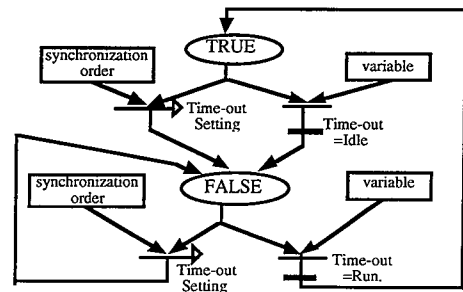 TRUE
synchronization
order
variable
Time-out
Setting
Time-out
=Idle
FALSE
synchronization
order
variable
Time-out
Setting
Time-out
=Run.